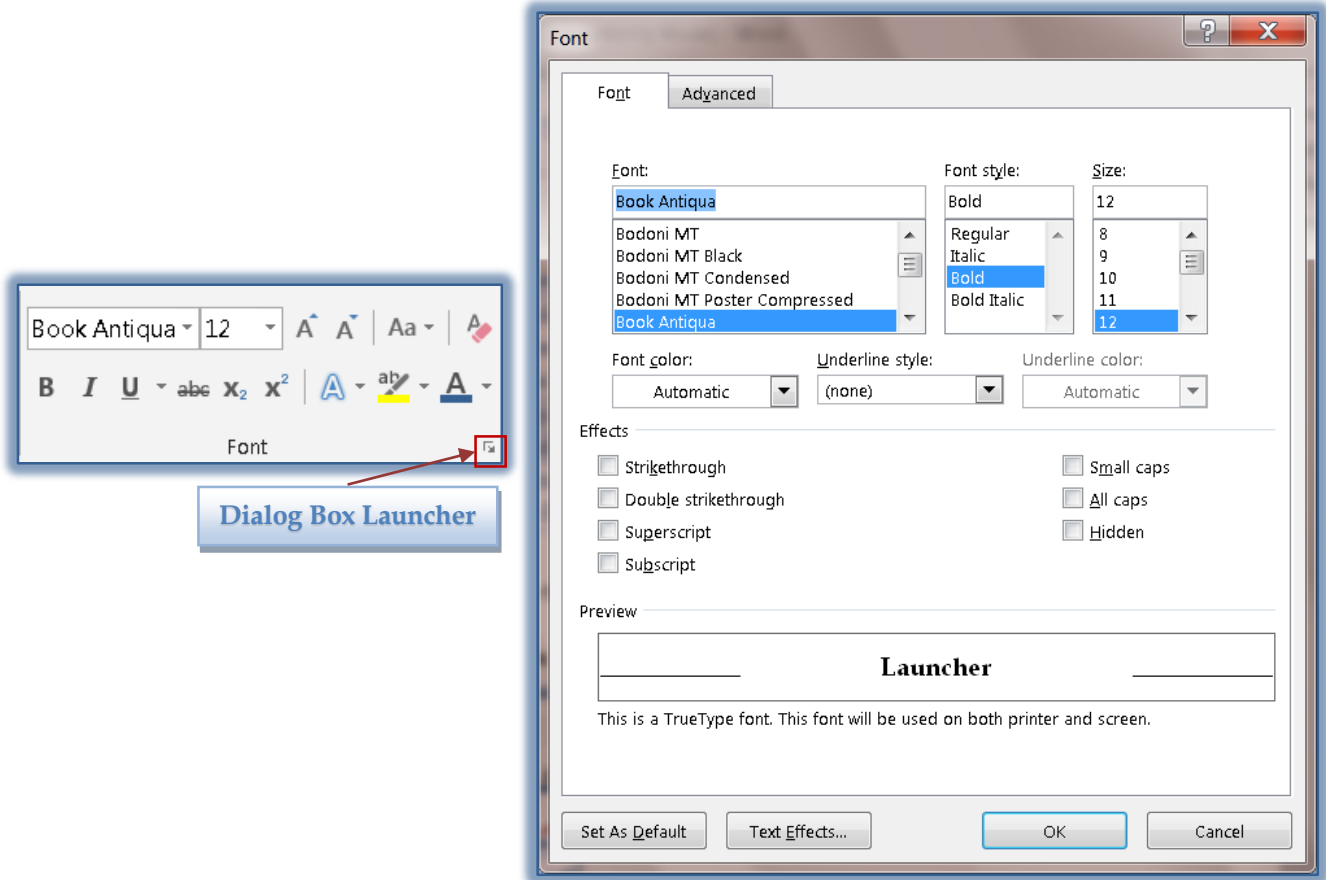 Book Antiqua 12 A A Aa A
B I U abc X₂ X² A ab A
Font
Dialog Box Launcher
Font
Font Advanced
Font: Font style: Size:
Book Antiqua Bold 12
Bodoni MT Regular 8
Bodoni MT Black Italic 9
Bodoni MT Condensed Bold 10
Bodoni MT Poster Compressed Bold Italic 11
Book Antiqua 12
Font color: Underline style: Underline color:
Automatic (none) Automatic
Effects
Strikethrough Small caps
Double strikethrough All caps
Superscript Hidden
Subscript
Preview
Launcher
This is a TrueType font. This font will be used on both printer and screen.
Set As Default Text Effects... OK Cancel